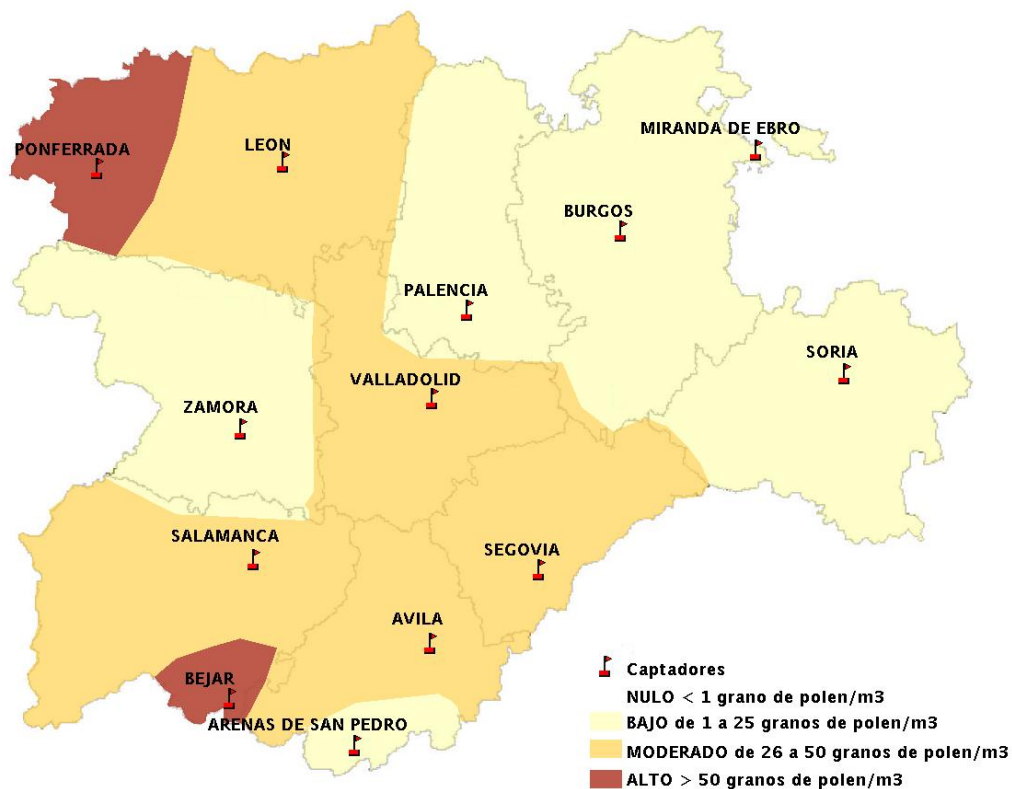 MIRANDA DE EBRO
PONFERRADA
LEON
BURGOS
PALENCIA
SORIA
VALLADOLID
ZAMORA
SALAMANCA
SEGOVIA
AVILA
BEJAR
ARENAS DE SAN PEDRO
Captadores
NULO < 1 grano de polen/m3
BAJO de 1 a 25 granos de polen/m3
MODERADO de 26 a 50 granos de polen/m3
ALTO > 50 granos de polen/m3